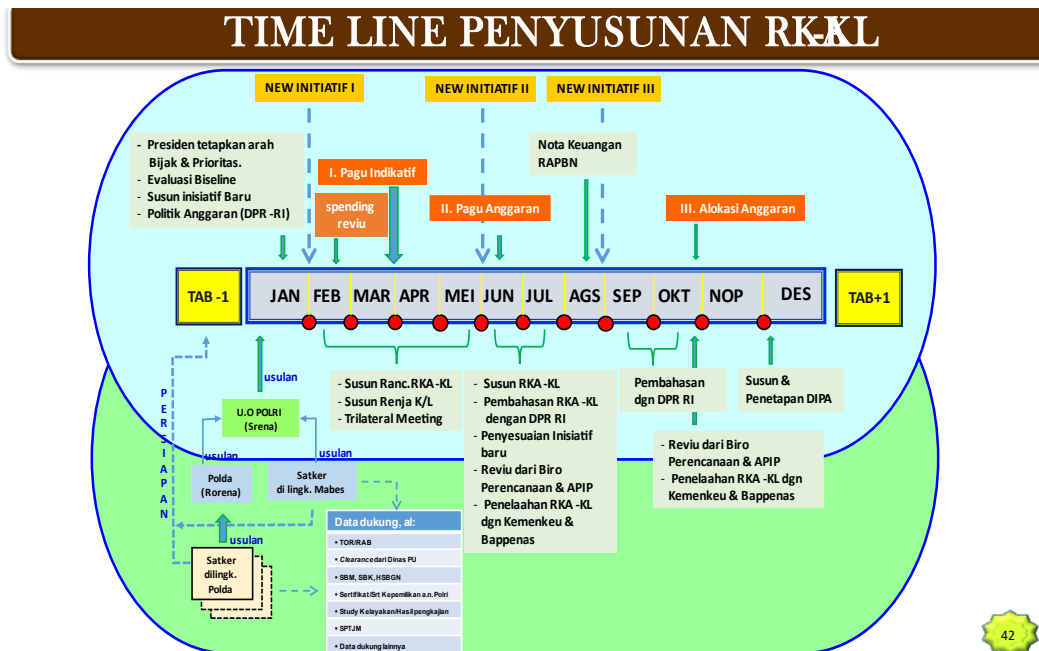 TIME LINE PENYUSUNAN RKA-KL
NEW INITIATIF I
NEW INITIATIF II
NEW INITIATIF III
- Presiden tetapkan arah
Bijak & Prioritas.
- Evaluasi Biseline
- Susun inisiatif Baru
- Politik Anggaran (DPR -RI)
I. Pagu Indikatif
spending
reviu
II. Pagu Anggaran
Nota Keuangan
RAPBN
III. Alokasi Anggaran
TAB -1
JAN FEB MAR APR MEI JUN JUL AGS SEP OKT NOP DES
TAB+1
usulan
PERSIAPAN
U.O POLRI
(Srena)
usulan
usulan
Polda
(Rorena)
Satker
di lingk. Mabes
usulan
Satker
dilingk.
Polda
- Susun Ranc.RKA -KL
- Susun Renja K/L
- Trilateral Meeting
- Susun RKA -KL
- Pembahasan RKA -KL
dengan DPR RI
- Penyesuaian Inisiatif
baru
- Reviu dari Biro
Perencanaan & APIP
- Penelaahan RKA -KL
dgn Kemenkeu &
Bappenas
Pembahasan
dgn DPR RI
Susun &
Penetapan DIPA
- Reviu dari Biro
Perencanaan & APIP
- Penelaahan RKA -KL dgn
Kemenkeu & Bappenas
Data dukung, al:
• TOR/RAB
• Clearance dari Dinas PU
• SBM, SBK, HSBGN
• Sertifikat/Srt Kepemilikan a.n. Polri
• Study Kelayakan/Hasil pengkajian
• SPTJM
• Data dukung lainnya
42